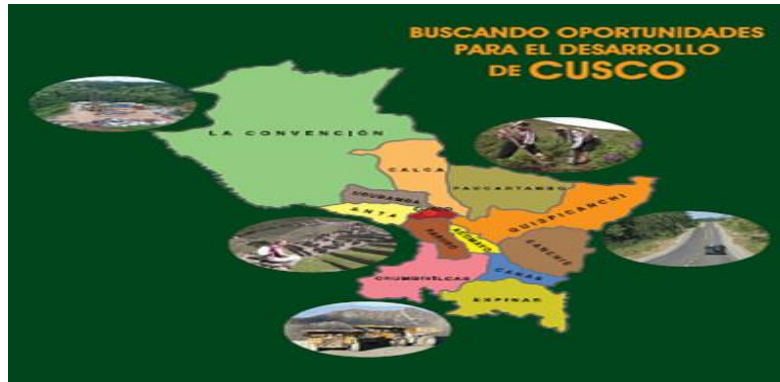 BUSCANDO OPORTUNIDADES
PARA EL DESARROLLO
DE CUSCO
LA CONVENCIÓN
CALCA
PAUCARTAMBO
URUBAMBA
ANTA
CUSCO
QUISPICANCHI
PARURO
ACOMAYO
CANCHIS
CHUMBIVILCAS
CANAS
ESPINAR